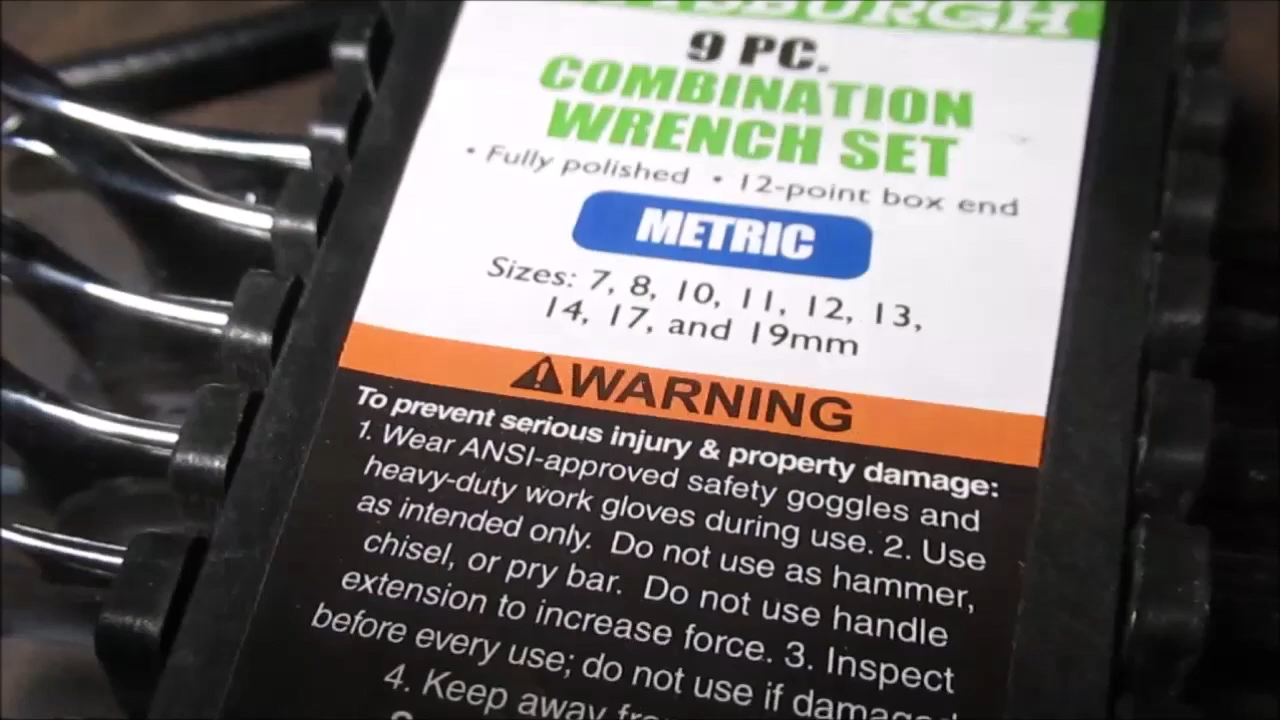 9 PC.
COMBINATION
WRENCH SET
• Fully polished • 12-point box end
METRIC
Sizes: 7, 8, 10, 11, 12, 13,
14, 17, and 19mm
WARNING
To prevent serious injury & property damage:
1. Wear ANSI-approved safety goggles and
heavy-duty work gloves during use. 2. Use
as intended only. Do not use as hammer,
chisel, or pry bar. Do not use handle
extension to increase force. 3. Inspect
before every use; do not use if damaged
4. Keep away